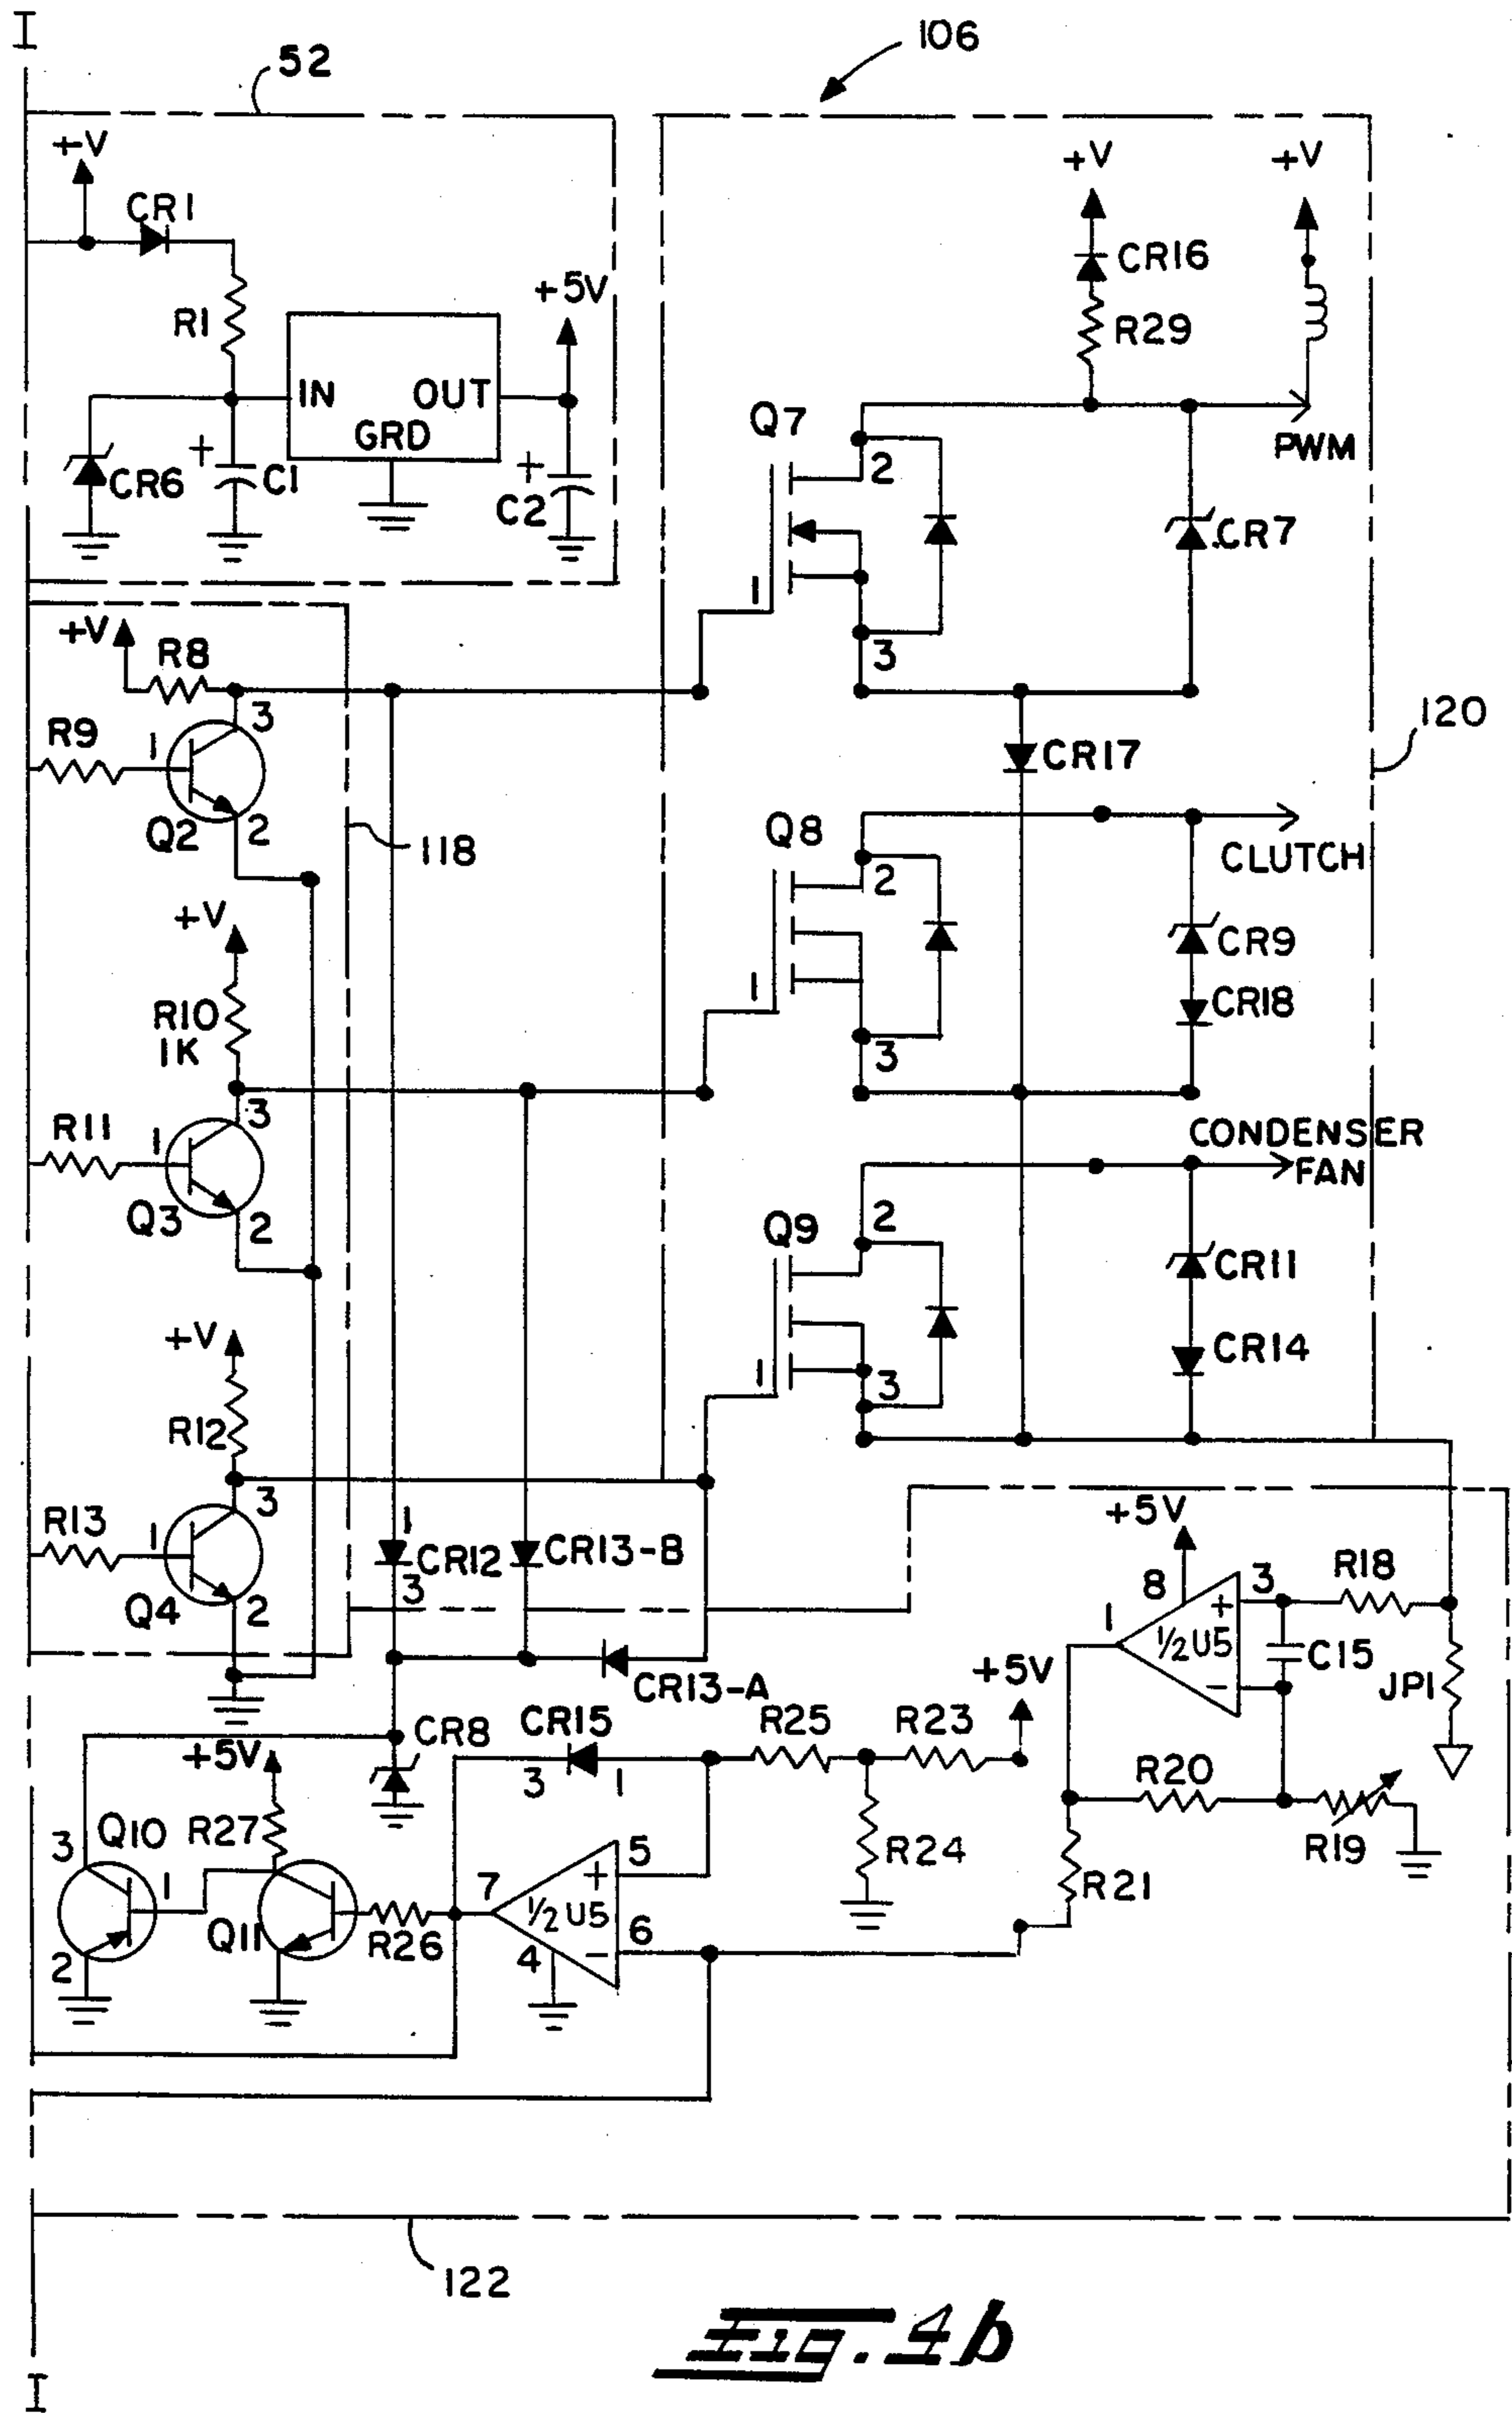 I
106
52
+V
+V
+V
CR1
CR16
+5V
R1
R29
IN
OUT
GRD
Q7
PWM
+
CR6
C1
+
C2
2
CR7
1
3
+V
R8
3
R9
1
CR17
120
Q2
2
118
Q8
CLUTCH
2
+V
CR9
R10
1K
1
CR18
3
3
R11
1
CONDENSER
FAN
Q3
2
Q9
2
CR11
+V
CR14
1
3
R12
3
+5V
R13
1
1
CR12
CR13-B
8
3
R18
3
Q4
2
1
+
½U5
C15
-
JP1
CR13-A
+5V
CR8
CR15
R25
R23
+5V
3
1
R20
Q10
R27
R24
R19
3
1
5
7
+
½U5
R21
Q11
R26
6
2
4
-
122
Fig. 4b
I